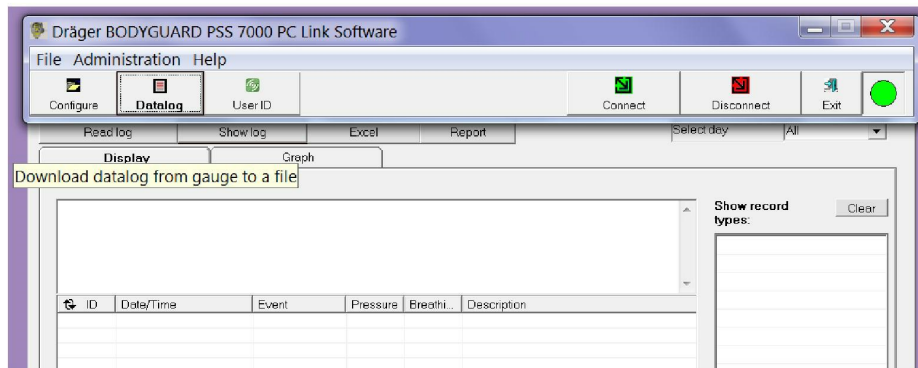 Dräger BODYGUARD PSS 7000 PC Link Software
File Administration Help
Configure Datalog User ID Connect Disconnect Exit
Read log Show log Excel Report Select day All
Display Graph
Download datalog from gauge to a file
Show record types: Clear
ID Date/Time Event Pressure Breathi... Description